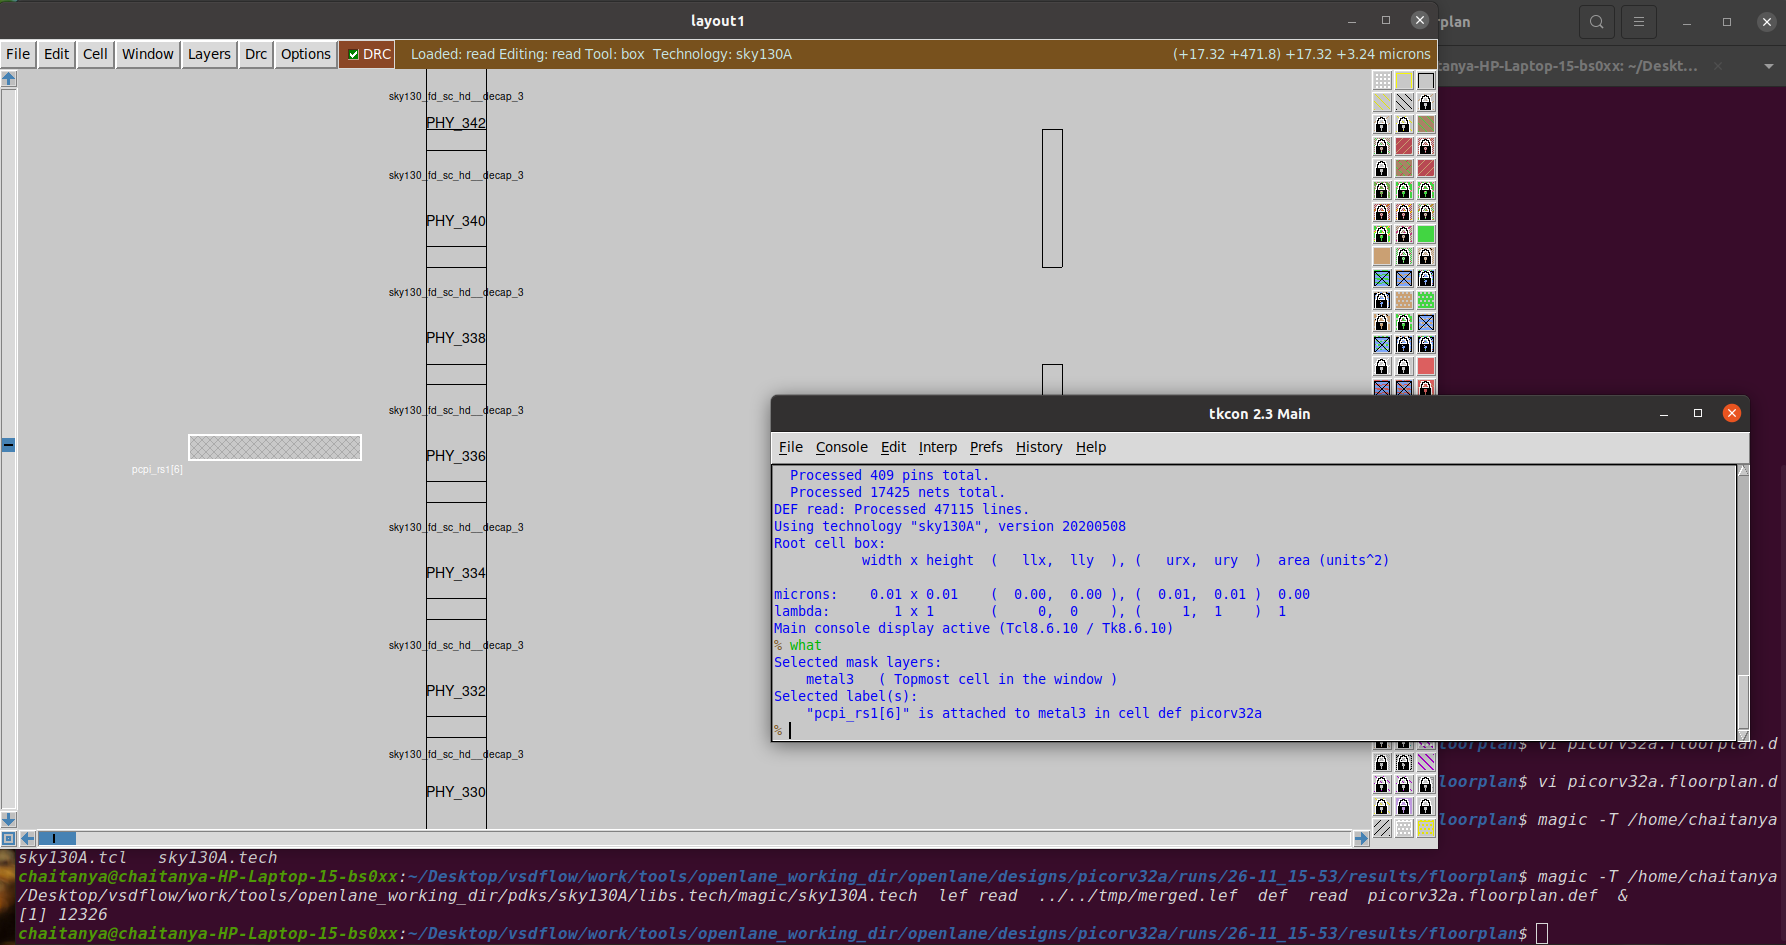 layout1
File Edit Cell Window Layers Drc Options DRC Loaded: read Editing: read Tool: box Technology: sky130A (+17.32 +471.8) +17.32 +3.24 microns
rplan
tanya-HP-Laptop-15-bs0xx: ~/Deskt...
sky130_fd_sc_hd__decap_3
PHY_342
sky130_fd_sc_hd__decap_3
PHY_340
sky130_fd_sc_hd__decap_3
PHY_338
sky130_fd_sc_hd__decap_3
PHY_336
pcpi_rs1[6]
sky130_fd_sc_hd__decap_3
PHY_334
sky130_fd_sc_hd__decap_3
PHY_332
sky130_fd_sc_hd__decap_3
PHY_330
tkcon 2.3 Main
File Console Edit Interp Prefs History Help
Processed 409 pins total.
Processed 17425 nets total.
DEF read: Processed 47115 lines.
Using technology "sky130A", version 20200508
Root cell box:
width x height ( llx, lly ), ( urx, ury ) area (units^2)
microns: 0.01 x 0.01 ( 0.00, 0.00 ), ( 0.01, 0.01 ) 0.00
lambda: 1 x 1 ( 0, 0 ), ( 1, 1 ) 1
Main console display active (Tcl8.6.10 / Tk8.6.10)
% what
Selected mask layers:
metal3 ( Topmost cell in the window )
Selected label(s):
"pcpi_rs1[6]" is attached to metal3 in cell def picorv32a
%
loorplan$ vi picorv32a.floorplan.d
loorplan$ vi picorv32a.floorplan.d
loorplan$ magic -T /home/chaitanya
sky130A.tcl sky130A.tech
chaitanya@chaitanya-HP-Laptop-15-bs0xx:~/Desktop/vsdflow/work/tools/openlane_working_dir/openlane/designs/picorv32a/runs/26-11_15-53/results/floorplan$ magic -T /home/chaitanya
/Desktop/vsdflow/work/tools/openlane_working_dir/pdks/sky130A/libs.tech/magic/sky130A.tech lef read ../../tmp/merged.lef def read picorv32a.floorplan.def &
[1] 12326
chaitanya@chaitanya-HP-Laptop-15-bs0xx:~/Desktop/vsdflow/work/tools/openlane_working_dir/openlane/designs/picorv32a/runs/26-11_15-53/results/floorplan$